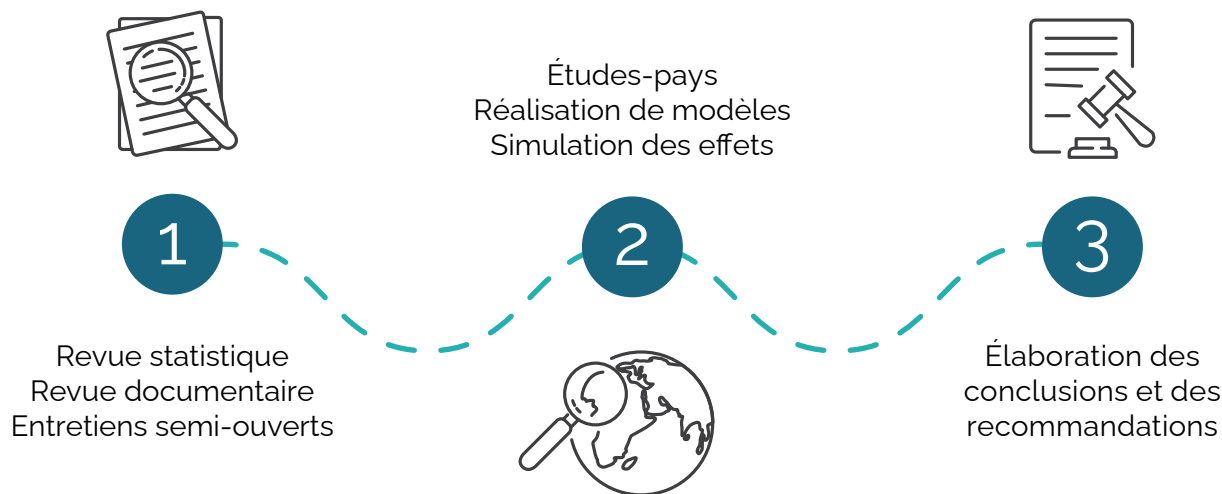 1
Revue statistique
Revue documentaire
Entretiens semi-ouverts
Études-pays
Réalisation de modèles
Simulation des effets
2
3
Élaboration des
conclusions et des
recommandations